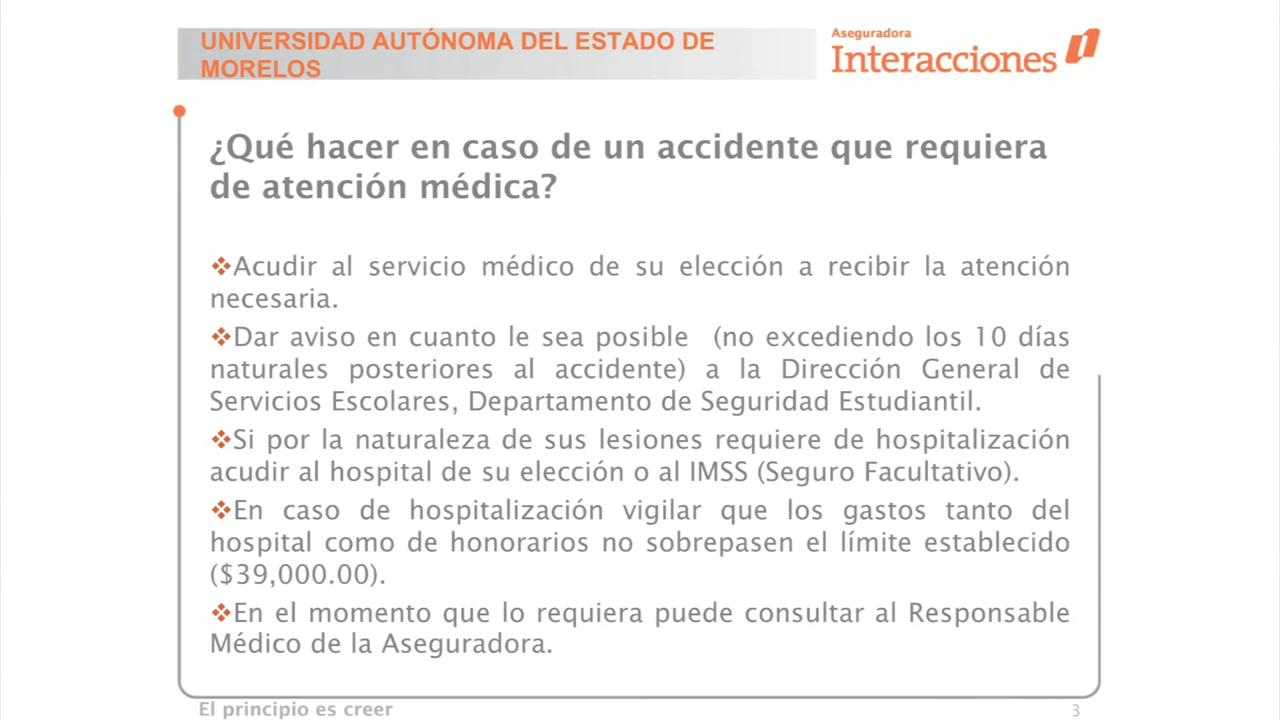 UNIVERSIDAD AUTÓNOMA DEL ESTADO DE
MORELOS
Aseguradora
Interacciones
¿Qué hacer en caso de un accidente que requiera
de atención médica?
❖Acudir al servicio médico de su elección a recibir la atención
necesaria.
❖Dar aviso en cuanto le sea posible (no excediendo los 10 días
naturales posteriores al accidente) a la Dirección General de
Servicios Escolares, Departamento de Seguridad Estudiantil.
❖Si por la naturaleza de sus lesiones requiere de hospitalización
acudir al hospital de su elección o al IMSS (Seguro Facultativo).
❖En caso de hospitalización vigilar que los gastos tanto del
hospital como de honorarios no sobrepasen el límite establecido
($39,000.00).
❖En el momento que lo requiera puede consultar al Responsable
Médico de la Aseguradora.
El principio es creer
3